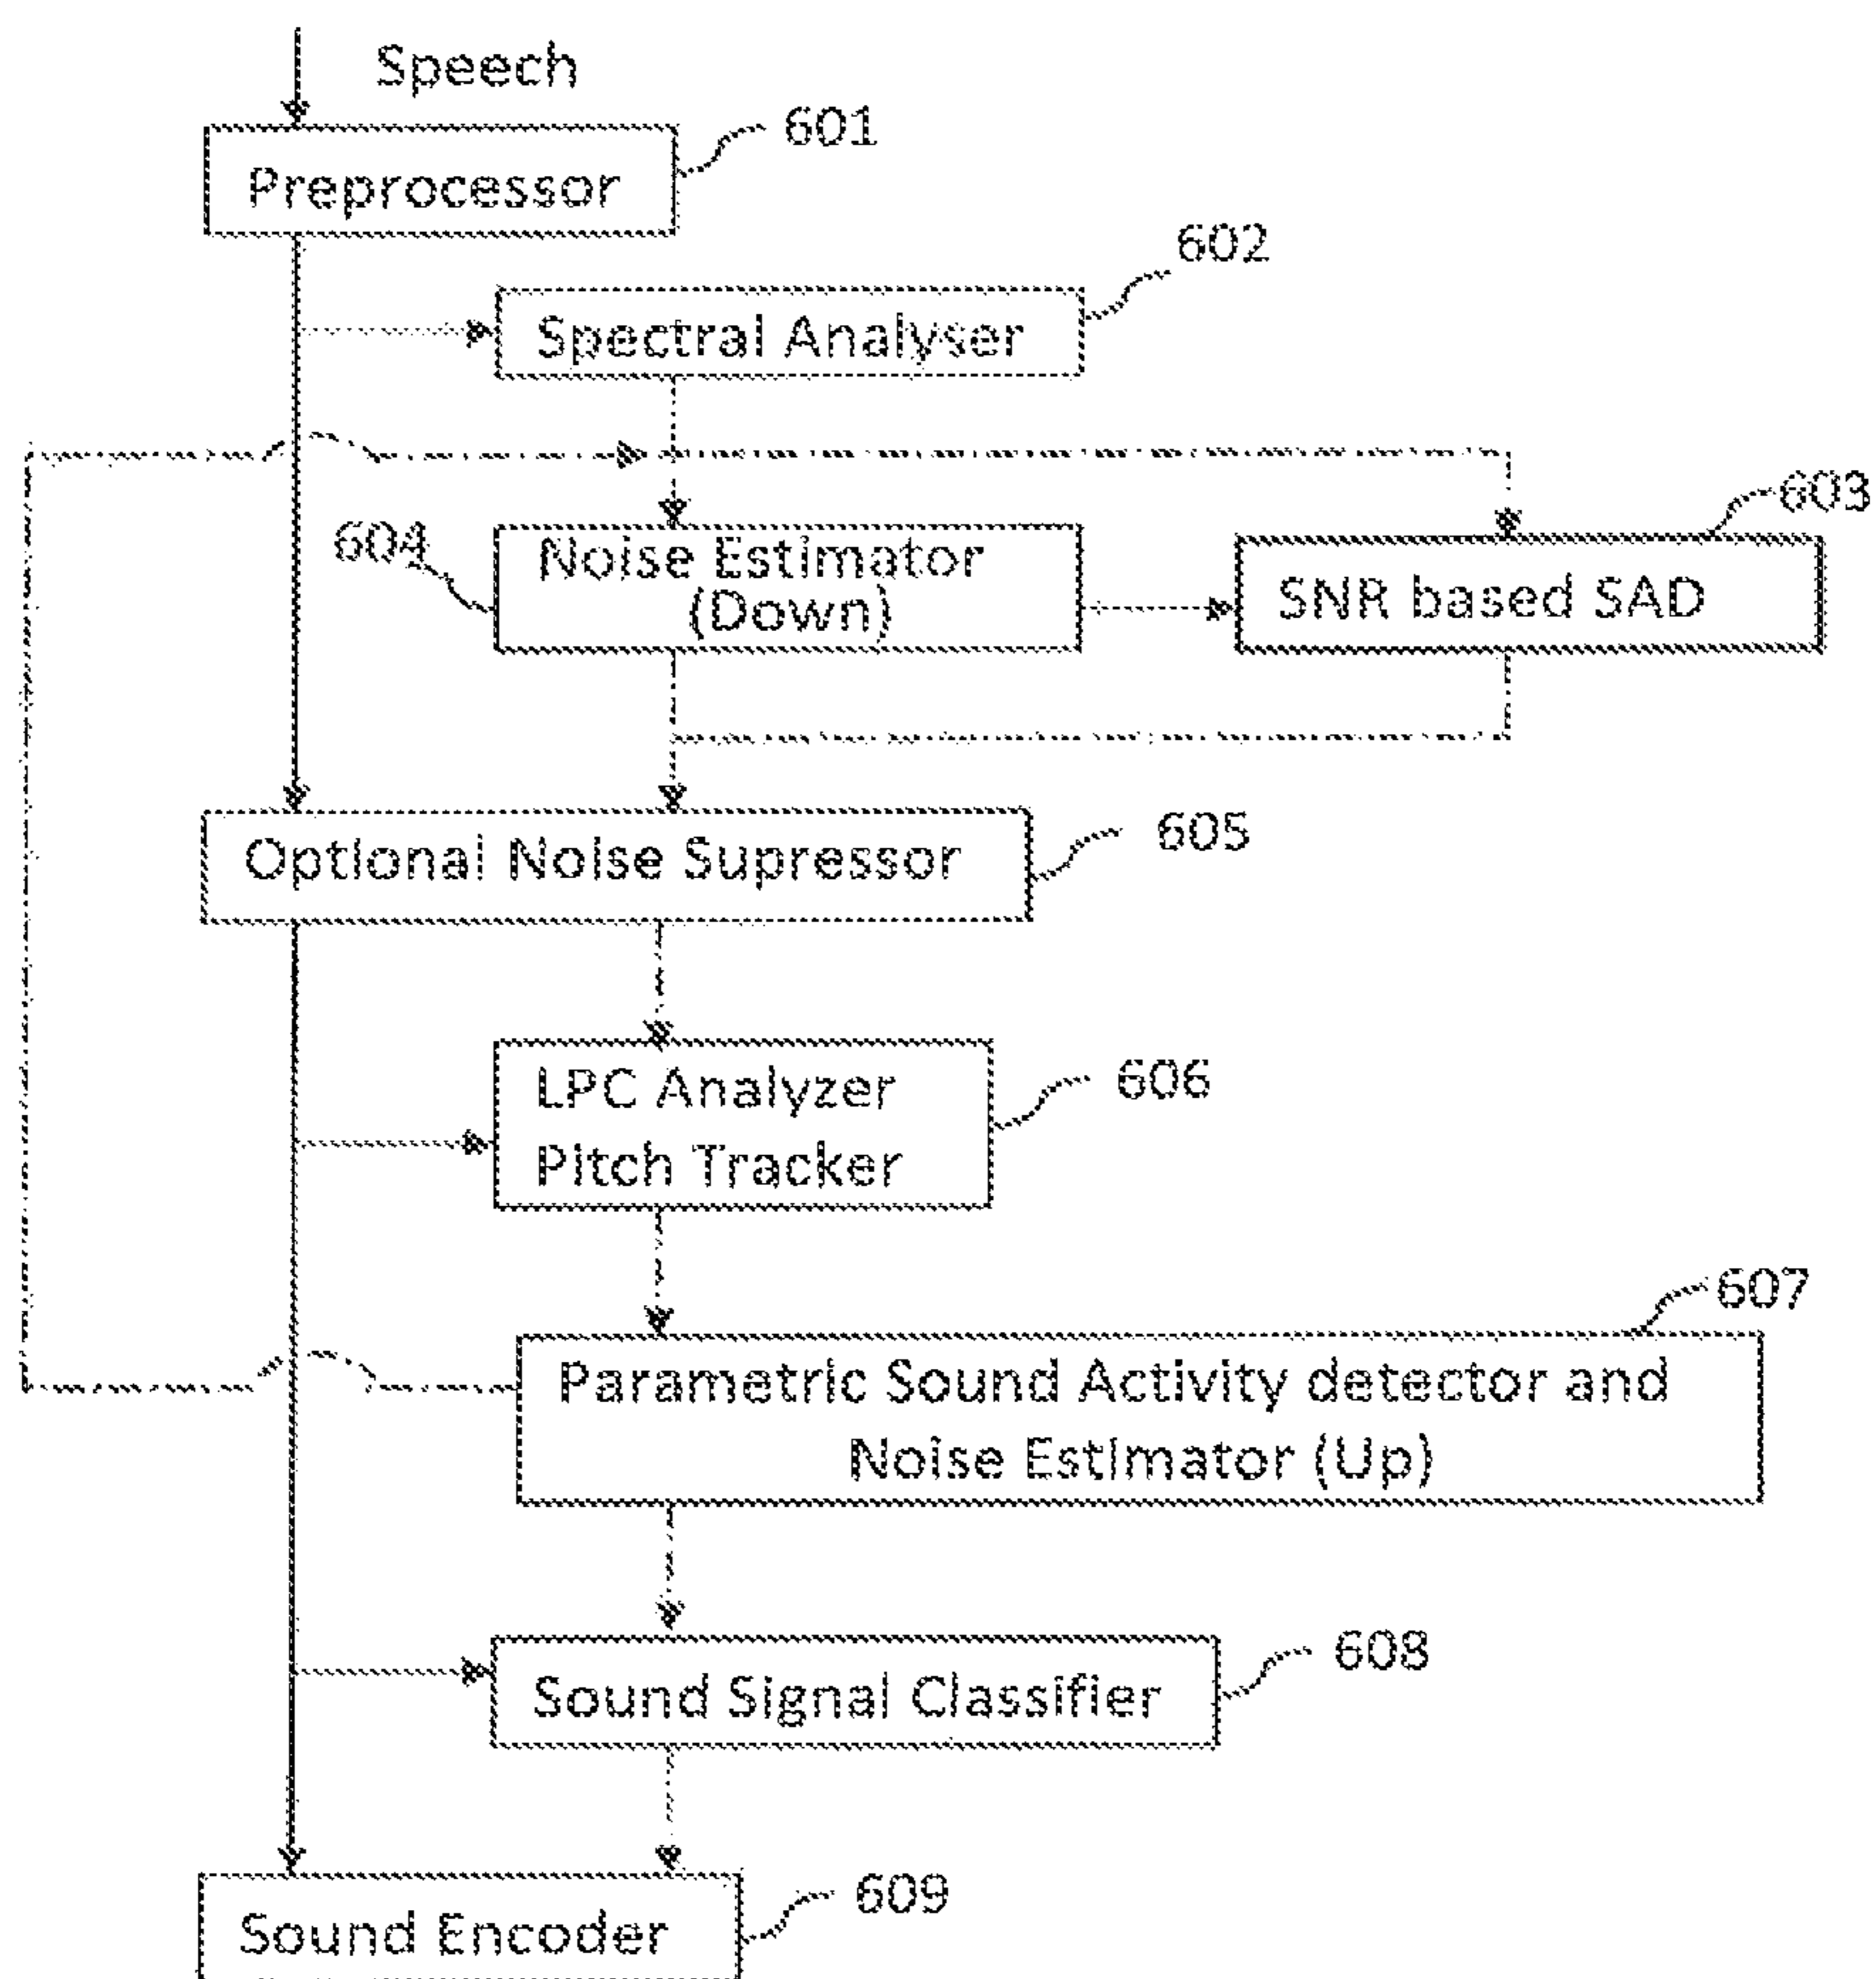 Speech
601
Preprocessor
602
Spectral Analyser
603
604
Noise Estimator
(Down)
SNR based SAD
605
Optional Noise Supressor
606
LPC Analyzer
Pitch Tracker
607
Parametric Sound Activity detector and
Noise Estimator (Up)
608
Sound Signal Classifier
609
Sound Encoder